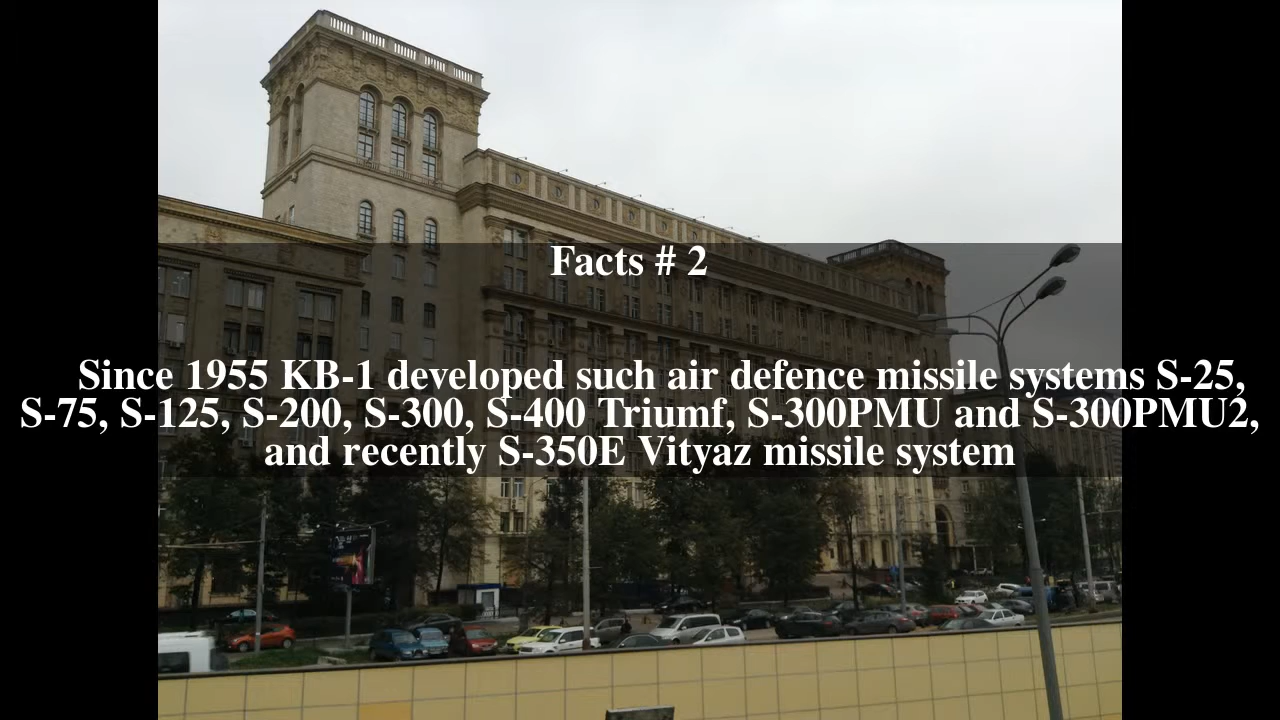 Facts # 2
Since 1955 KB-1 developed such air defence missile systems S-25,
S-75, S-125, S-200, S-300, S-400 Triumf, S-300PMU and S-300PMU2,
and recently S-350E Vityaz missile system